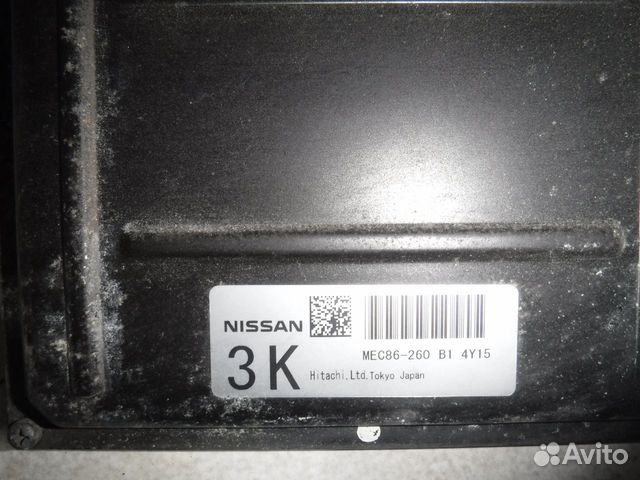 NISSAN
MEC86-260 B1 4Y15
3K
Hitachi,Ltd.Tokyo Japan
Avito